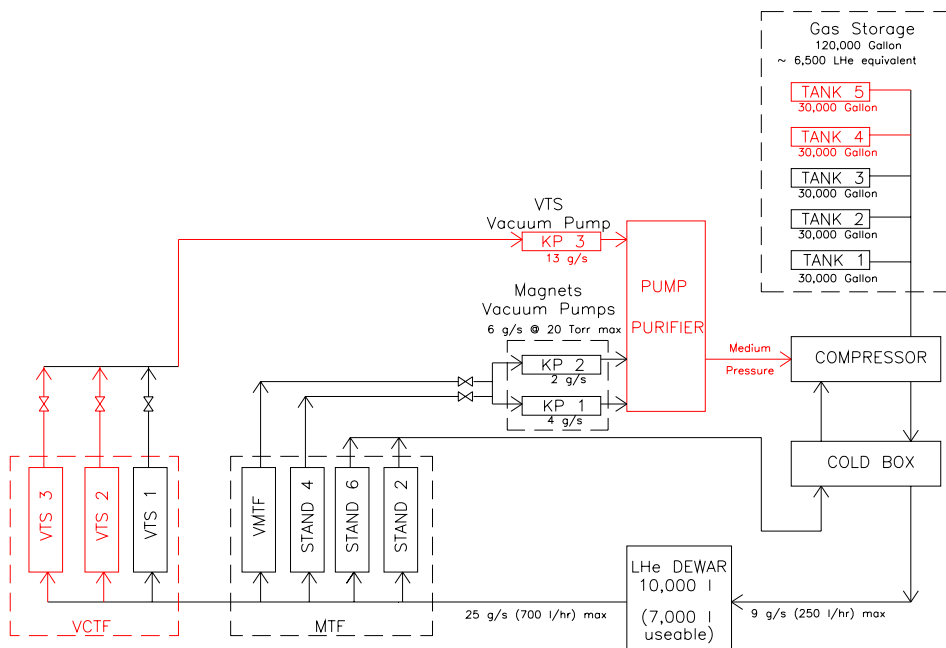 Gas Storage
120,000 Gallon
~ 6,500 LHe equivalent
TANK 5
30,000 Gallon
TANK 4
30,000 Gallon
TANK 3
30,000 Gallon
TANK 2
30,000 Gallon
TANK 1
30,000 Gallon
VTS
Vacuum Pump
KP 3
13 g/s
Magnets
Vacuum Pumps
6 g/s @ 20 Torr max
KP 2
2 g/s
KP 1
4 g/s
PUMP
PURIFIER
Medium
Pressure
COMPRESSOR
COLD BOX
VTS 3
VTS 2
VTS 1
VCTF
VMTF
STAND 4
STAND 6
STAND 2
MTF
25 g/s (700 l/hr) max
LHe DEWAR
10,000 l
(7,000 l
useable)
9 g/s (250 l/hr) max